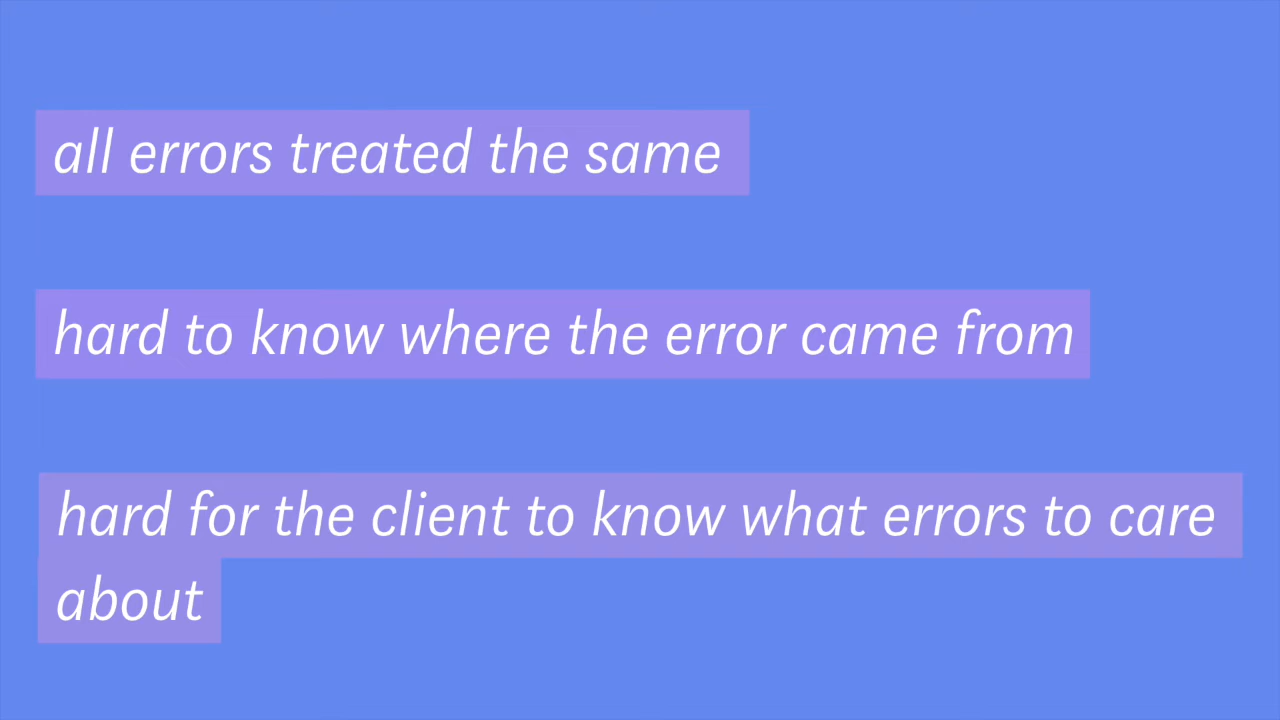 all errors treated the same
hard to know where the error came from
hard for the client to know what errors to care
about